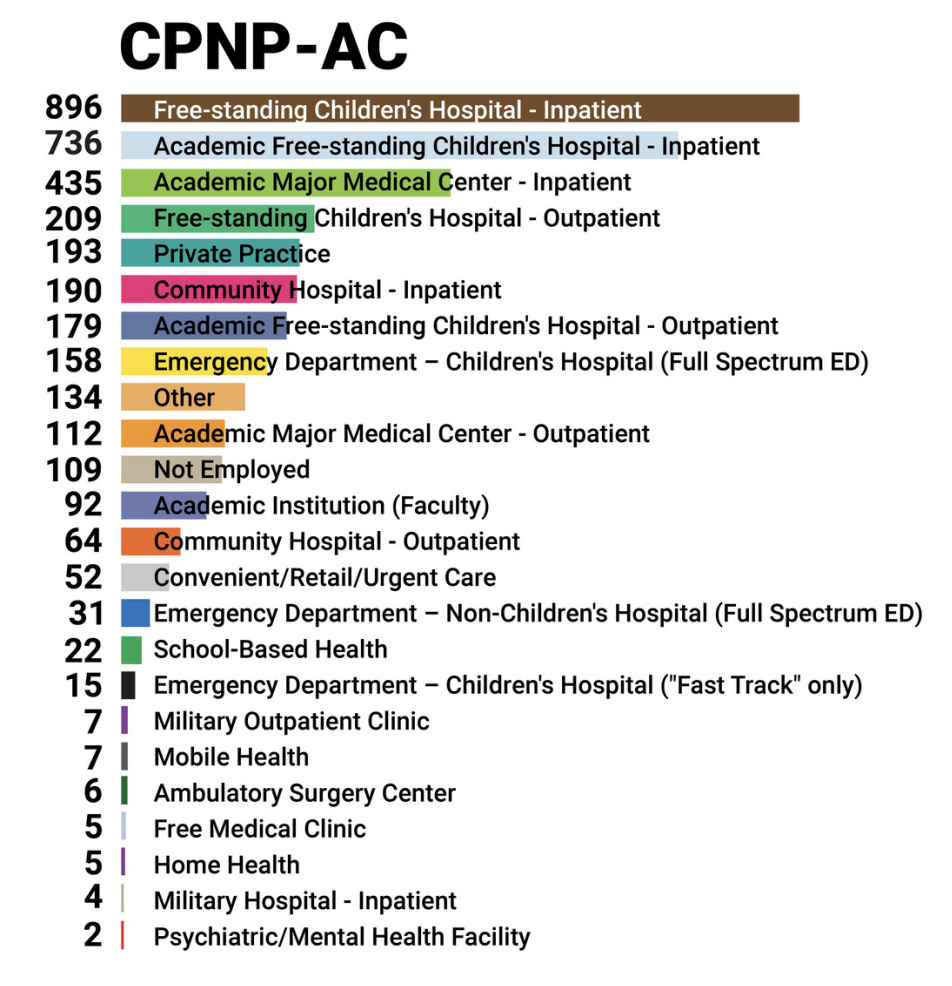 CPNP-AC
896 Free-standing Children's Hospital - Inpatient
736 Academic Free-standing Children's Hospital - Inpatient
435 Academic Major Medical Center - Inpatient
209 Free-standing Children's Hospital - Outpatient
193 Private Practice
190 Community Hospital - Inpatient
179 Academic Free-standing Children's Hospital - Outpatient
158 Emergency Department – Children's Hospital (Full Spectrum ED)
134 Other
112 Academic Major Medical Center - Outpatient
109 Not Employed
92 Academic Institution (Faculty)
64 Community Hospital - Outpatient
52 Convenient/Retail/Urgent Care
31 Emergency Department – Non-Children's Hospital (Full Spectrum ED)
22 School-Based Health
15 Emergency Department – Children's Hospital ("Fast Track" only)
7 Military Outpatient Clinic
7 Mobile Health
6 Ambulatory Surgery Center
5 Free Medical Clinic
5 Home Health
4 Military Hospital - Inpatient
2 Psychiatric/Mental Health Facility